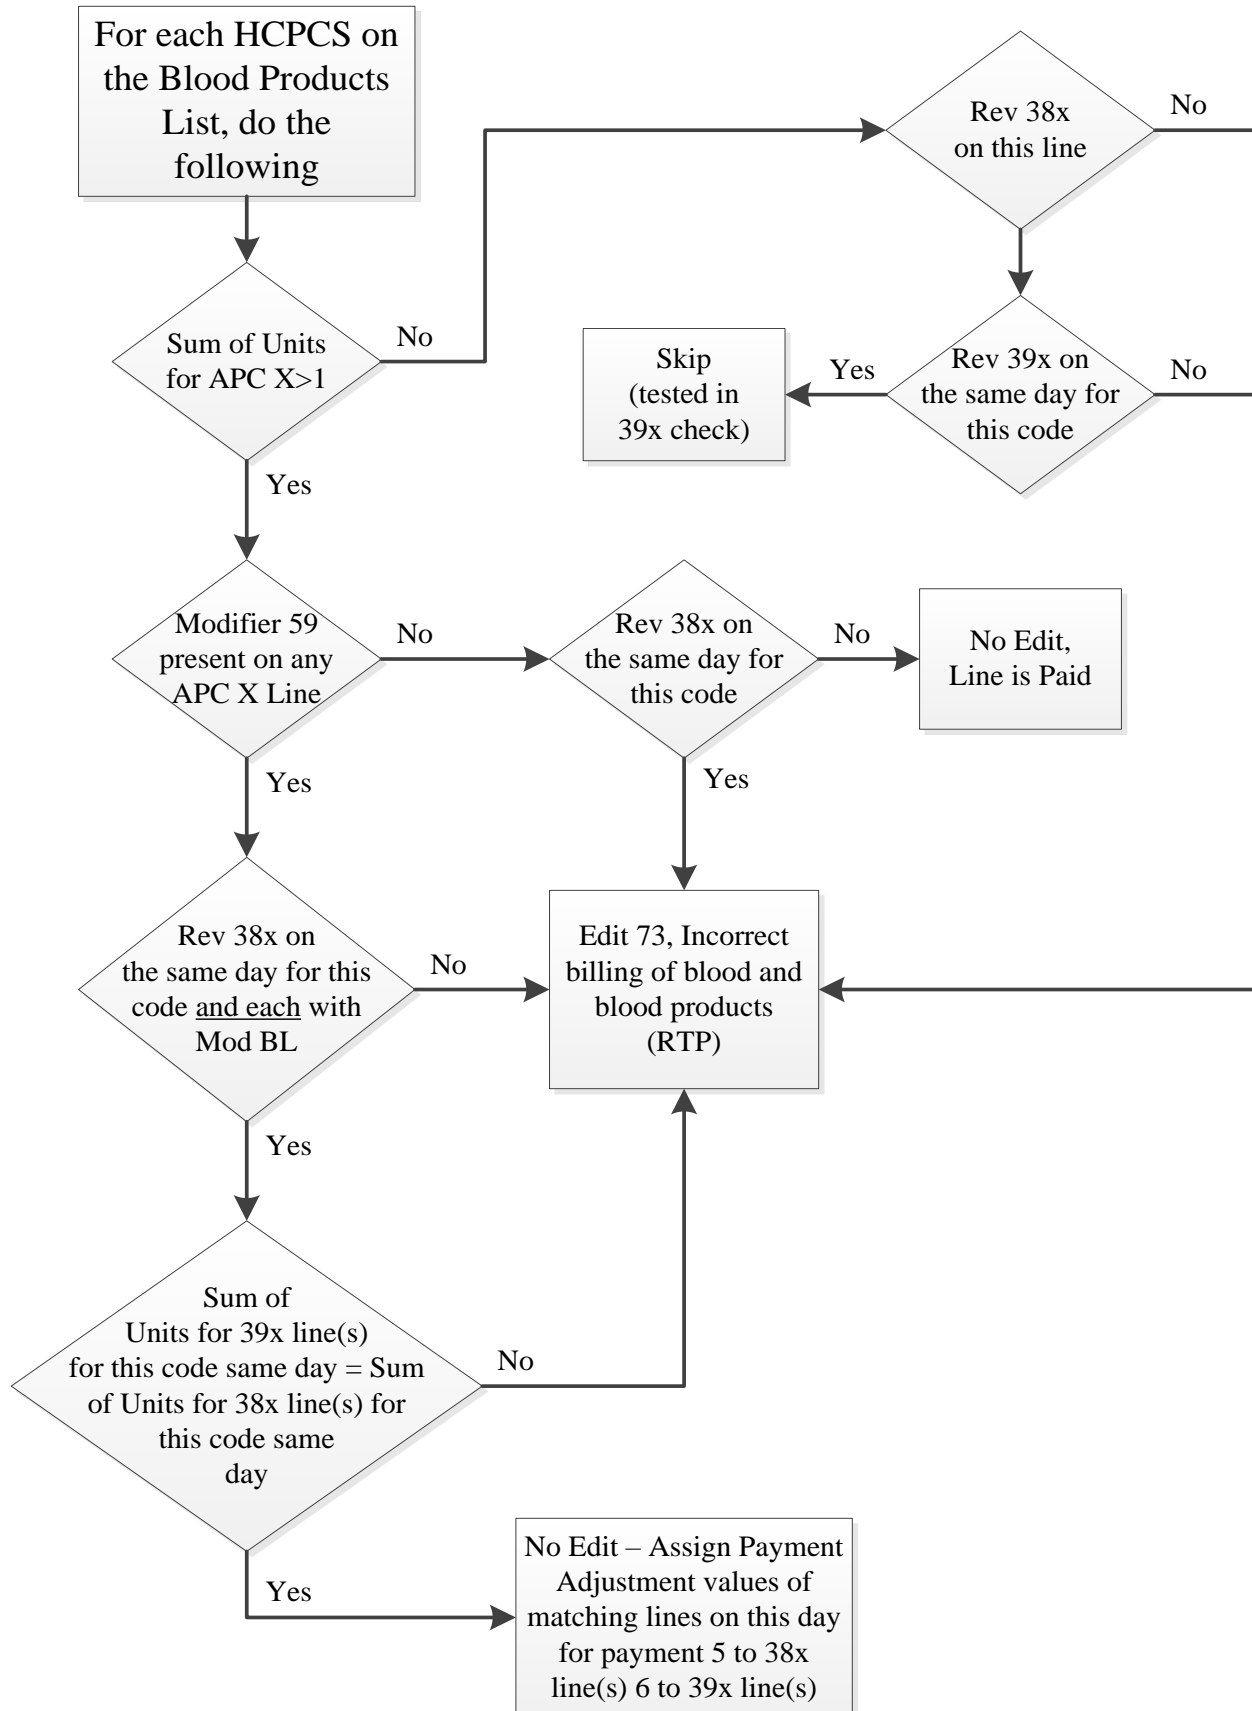 For each HCPCS on
the Blood Products
List, do the
following
Rev 38x
on this line
No
Sum of Units
for APC X>1
No
Yes
Skip
(tested in
39x check)
Yes
Rev 39x on
the same day for
this code
No
Modifier 59
present on any
APC X Line
No
Yes
Rev 38x on
the same day for
this code
No
Yes
No Edit,
Line is Paid
Rev 38x on
the same day for this
code and each with
Mod BL
No
Yes
Edit 73, Incorrect
billing of blood and
blood products
(RTP)
Sum of
Units for 39x line(s)
for this code same day = Sum
of Units for 38x line(s) for
this code same
day
No
Yes
No Edit – Assign Payment
Adjustment values of
matching lines on this day
for payment 5 to 38x
line(s) 6 to 39x line(s)